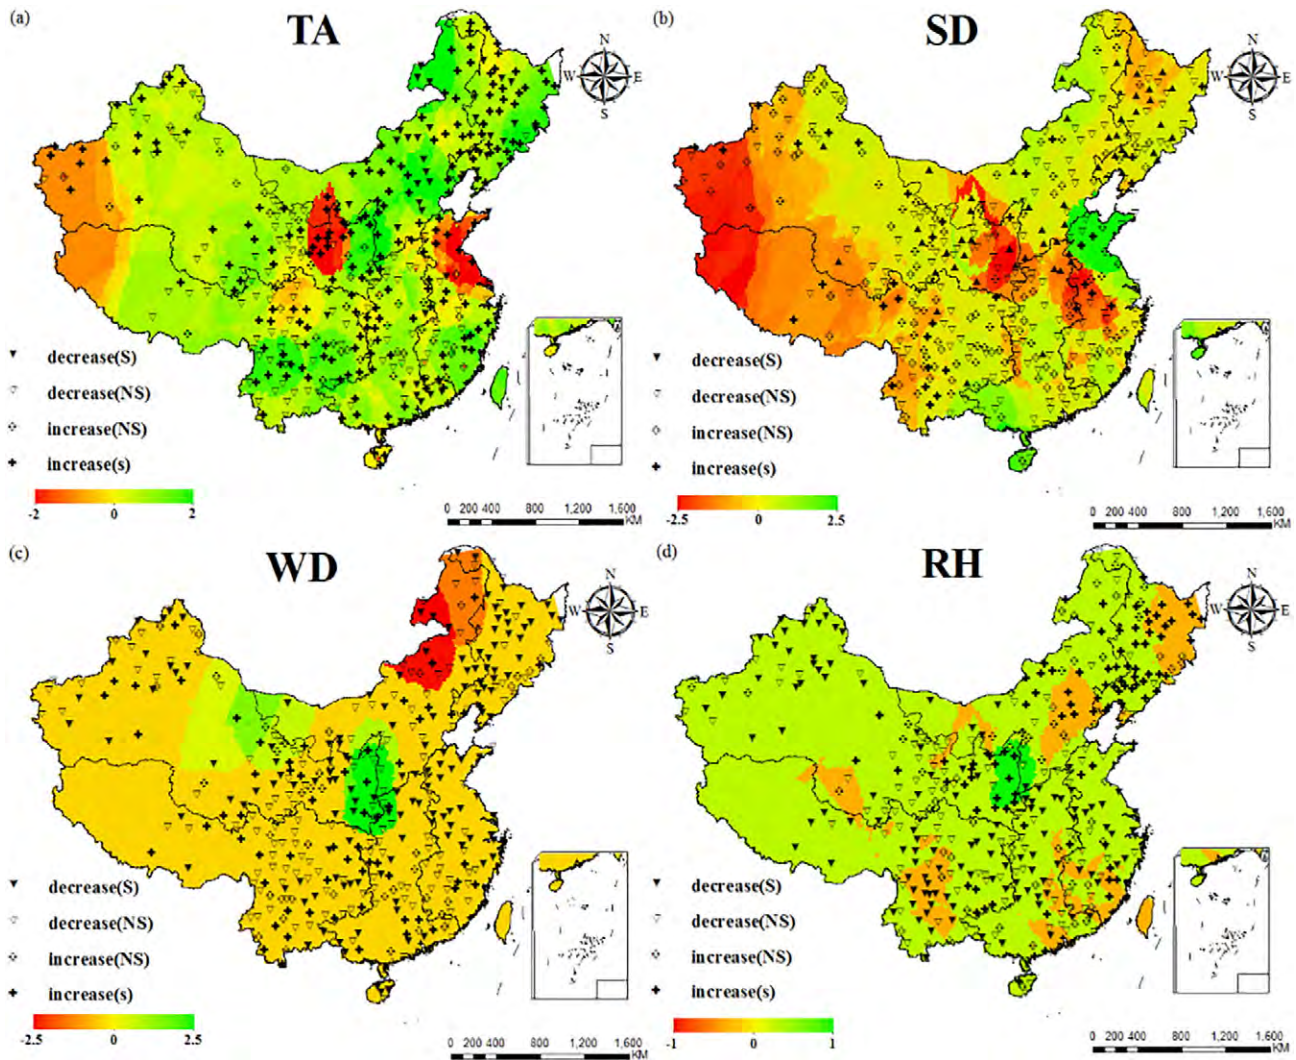 (a)
TA
N
W
E
S
decrease(S)
decrease(NS)
increase(NS)
increase(s)
-2
0
2
0 200 400 800 1,200 1,600
KM
(b)
SD
N
W
E
S
decrease(S)
decrease(NS)
increase(NS)
increase(s)
-2.5
0
2.5
0 200 400 800 1,200 1,600
KM
(c)
WD
N
W
E
S
decrease(S)
decrease(NS)
increase(NS)
increase(s)
-2.5
0
2.5
0 200 400 800 1,200 1,600
KM
(d)
RH
N
W
E
S
decrease(S)
decrease(NS)
increase(NS)
increase(s)
-1
0
1
0 200 400 800 1,200 1,600
KM